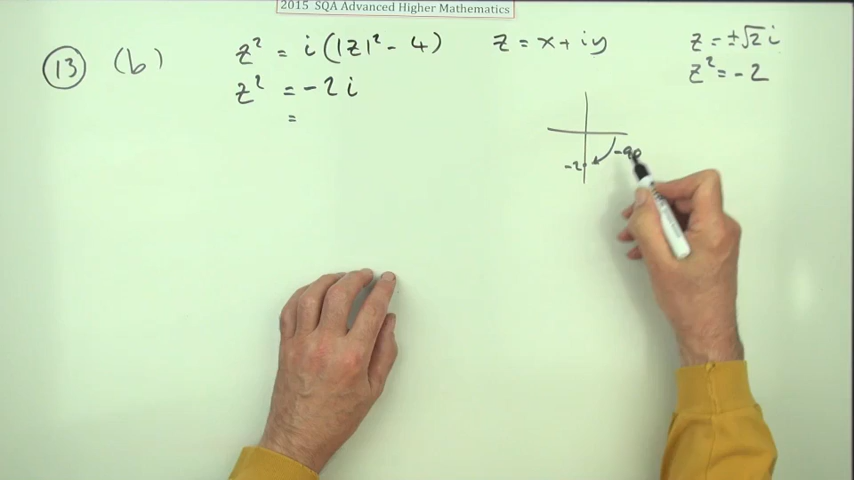 2015 SQA Advanced Higher Mathematics
13 (b) z² = i(|z|² - 4) z = x + iy z = ±√2 i
z² = -2i z² = -2
=
-90
-2